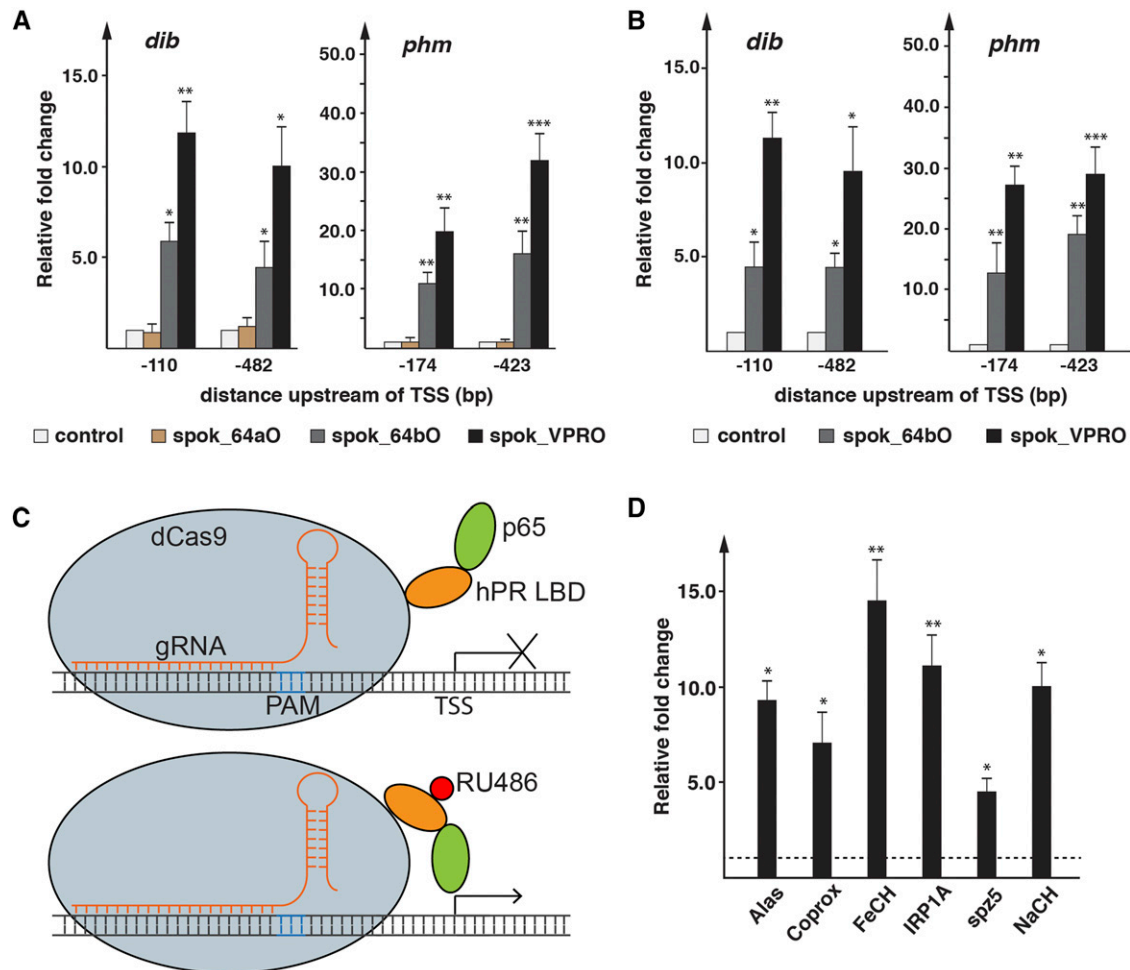 A
dib
phm
Relative fold change
15.0
10.0
5.0
50.0
40.0
30.0
20.0
10.0
**
*
*
*
**
**
**
***
-110
-482
-174
-423
distance upstream of TSS (bp)
control spok_64aO spok_64bO spok_VPRO
B
dib
phm
Relative fold change
15.0
10.0
5.0
50.0
40.0
30.0
20.0
10.0
*
**
*
*
**
**
**
***
-110
-482
-174
-423
distance upstream of TSS (bp)
control spok_64bO spok_VPRO
C
dCas9
p65
hPR LBD
gRNA
PAM
TSS
RU486
D
Relative fold change
15.0
10.0
5.0
*
*
**
**
*
*
Alas
Coprox
FeCH
IRP1A
spz5
NaCH